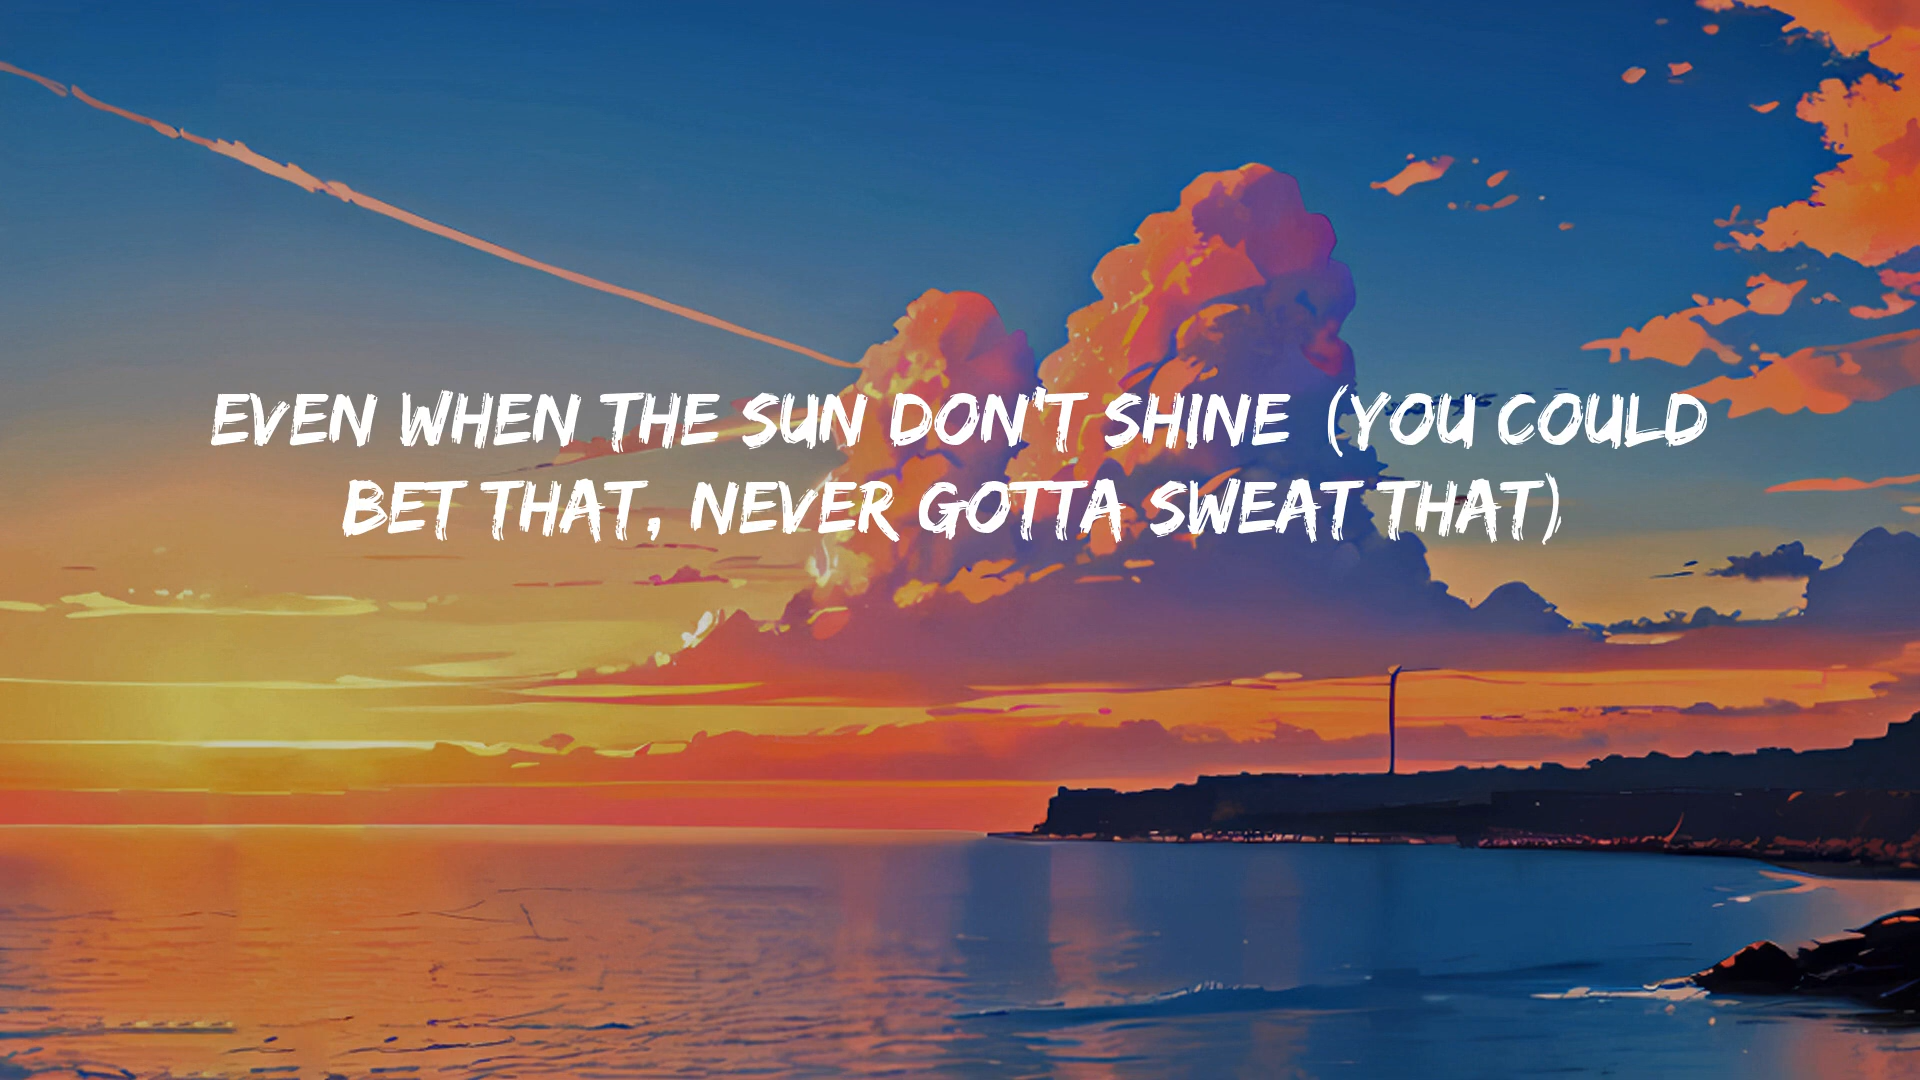 EVEN WHEN THE SUN DON'T SHINE (YOU COULD
BET THAT, NEVER GOTTA SWEAT THAT)